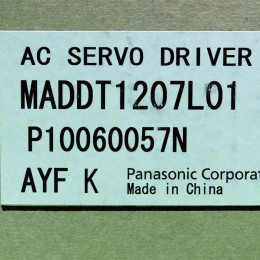 AC SERVO DRIVER
MADDT1207L01
P10060057N
AYF K Panasonic Corporat
Made in China